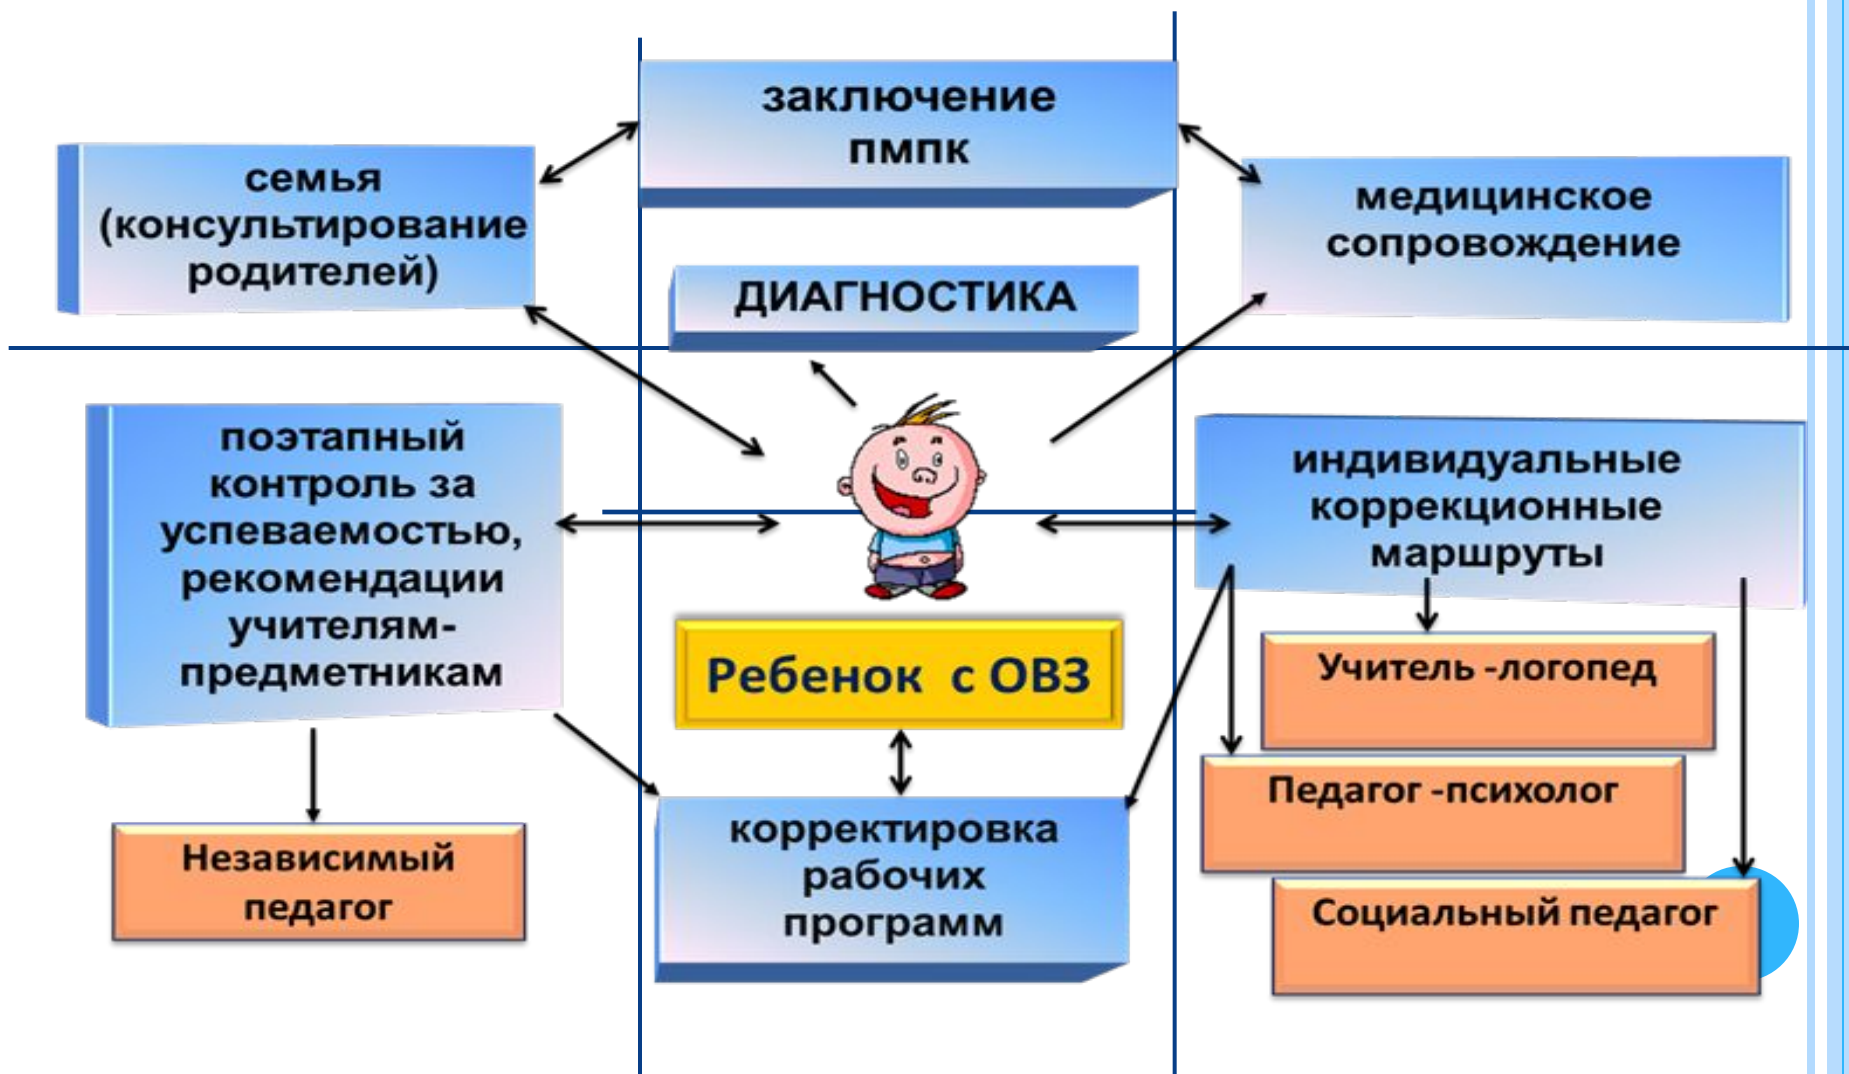 заключение
пмпк
семья
(консультирование
родителей)
медицинское
сопровождение
ДИАГНОСТИКА
поэтапный
контроль за
успеваемостью,
рекомендации
учителям-
предметникам
индивидуальные
коррекционные
маршруты
Ребенок с ОВЗ
Учитель -логопед
Педагог -психолог
Социальный педагог
Независимый
педагог
корректировка
рабочих
программ